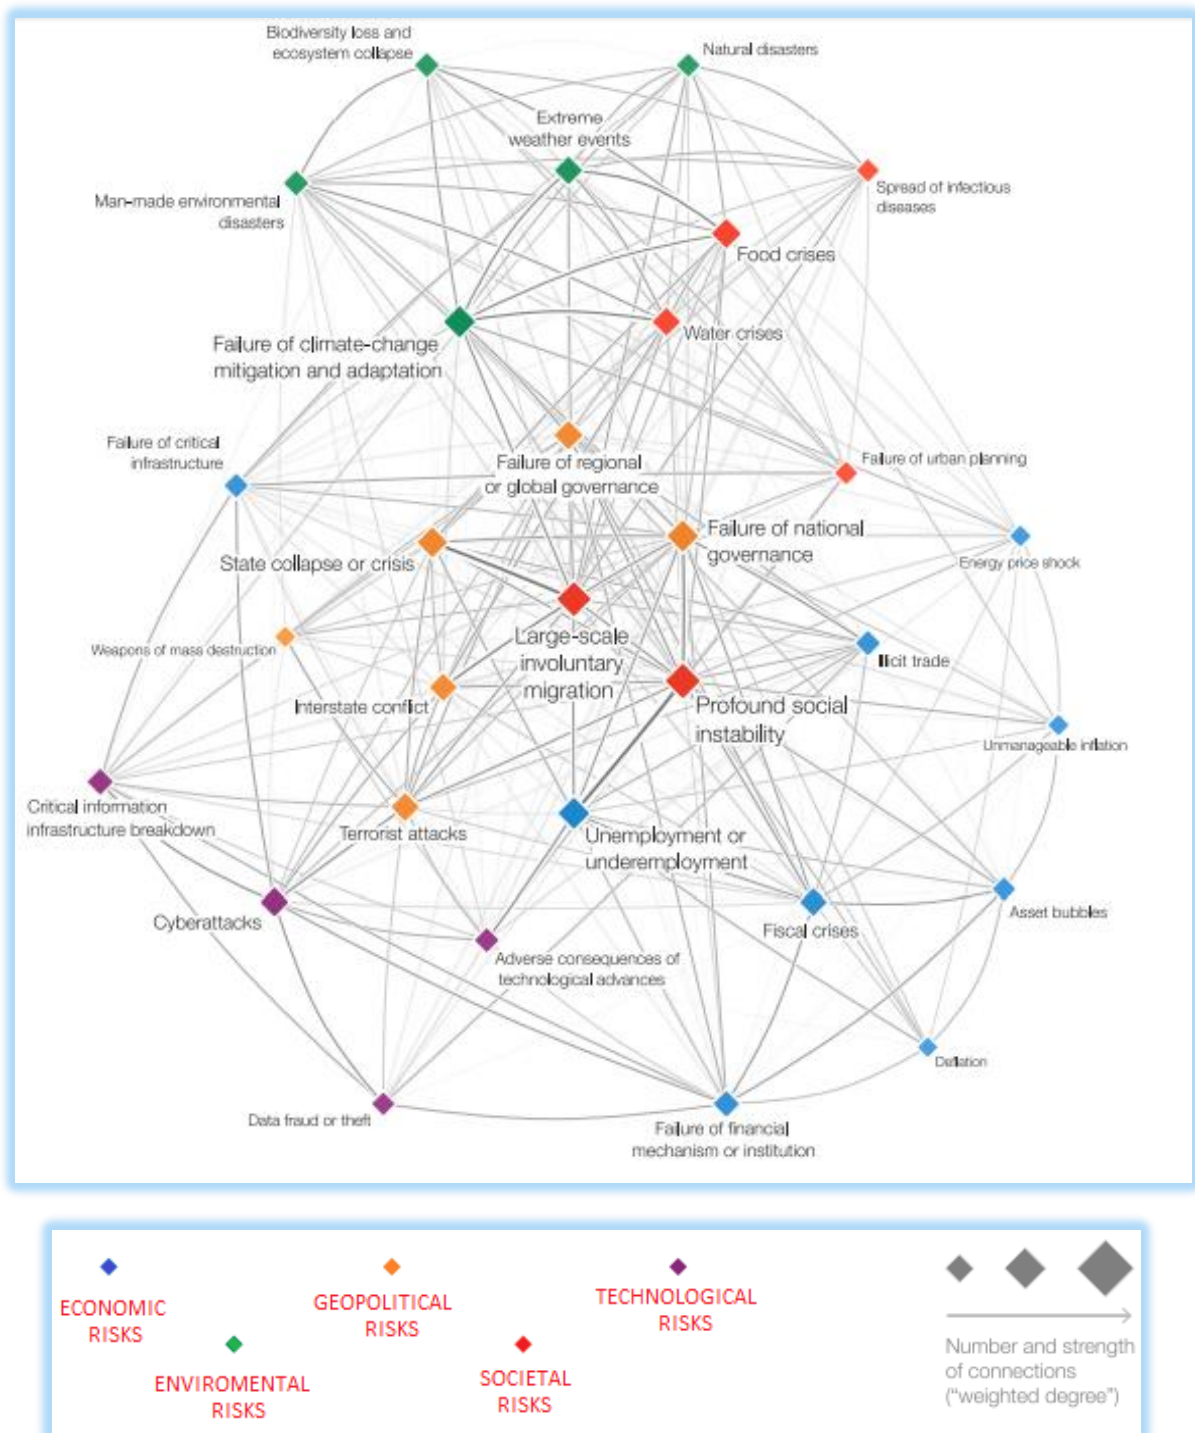 Biodiversity loss and
ecosystem collapse
Natural disasters
Extreme
weather events
Man-made environmental
disasters
Spread of infectious
diseases
Food crises
Water crises
Failure of climate-change
mitigation and adaptation
Failure of critical
infrastructure
Failure of regional
or global governance
Failure of urban planning
State collapse or crisis
Failure of national
governance
Energy price shock
Large-scale
involuntary
migration
Weapons of mass destruction
Illicit trade
Interstate conflict
Profound social
instability
Unmanageable inflation
Critical information
infrastructure breakdown
Terrorist attacks
Unemployment or
underemployment
Cyberattacks
Fiscal crises
Asset bubbles
Adverse consequences of
technological advances
Deflation
Data fraud or theft
Failure of financial
mechanism or institution
ECONOMIC
RISKS
GEOPOLITICAL
RISKS
TECHNOLOGICAL
RISKS
ENVIROMENTAL
RISKS
SOCIETAL
RISKS
Number and strength
of connections
("weighted degree")